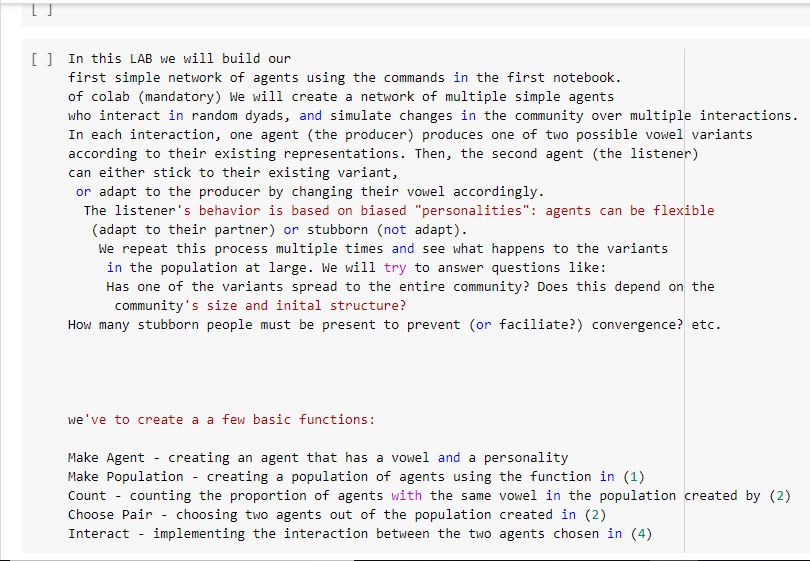 [ ]
[ ] In this LAB we will build our
first simple network of agents using the commands in the first notebook.
of colab (mandatory) We will create a network of multiple simple agents
who interact in random dyads, and simulate changes in the community over multiple interactions.
In each interaction, one agent (the producer) produces one of two possible vowel variants
according to their existing representations. Then, the second agent (the listener)
can either stick to their existing variant,
or adapt to the producer by changing their vowel accordingly.
The listener's behavior is based on biased "personalities": agents can be flexible
(adapt to their partner) or stubborn (not adapt).
We repeat this process multiple times and see what happens to the variants
in the population at large. We will try to answer questions like:
Has one of the variants spread to the entire community? Does this depend on the
community's size and inital structure?
How many stubborn people must be present to prevent (or faciliate?) convergence? etc.
we've to create a a few basic functions:
Make Agent - creating an agent that has a vowel and a personality
Make Population - creating a population of agents using the function in (1)
Count - counting the proportion of agents with the same vowel in the population created by (2)
Choose Pair - choosing two agents out of the population created in (2)
Interact - implementing the interaction between the two agents chosen in (4)